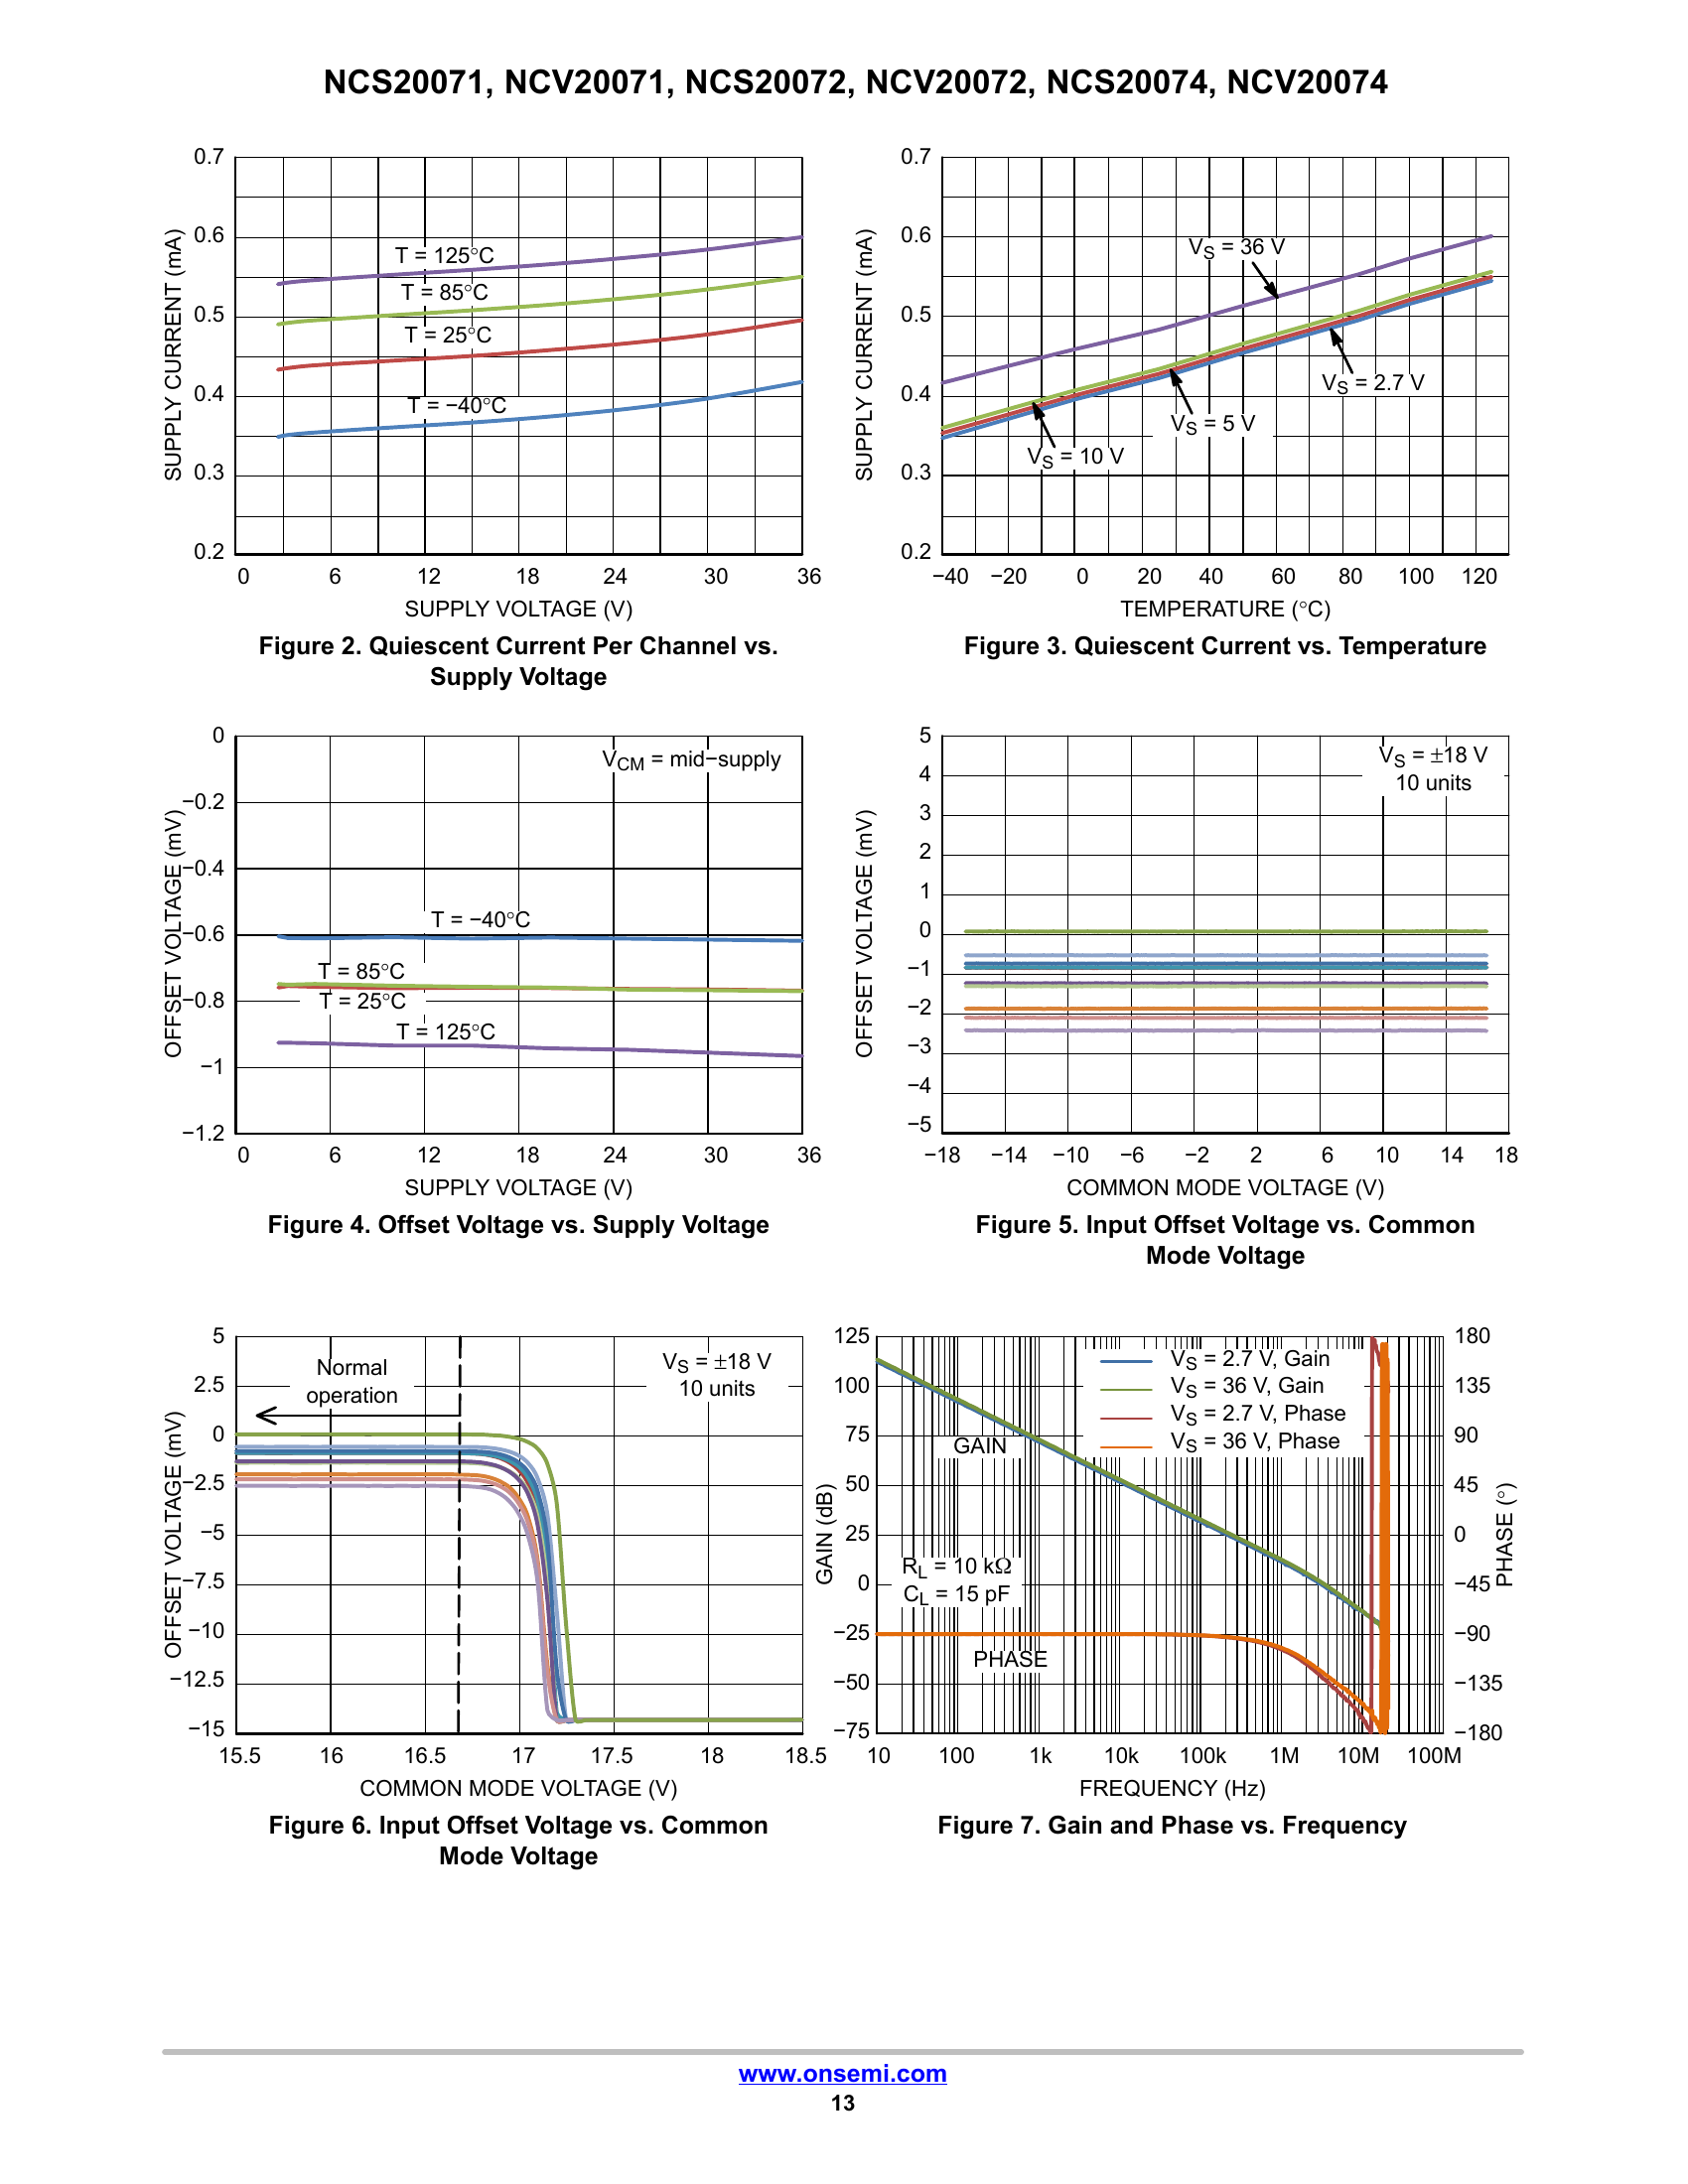 NCS20071, NCV20071, NCS20072, NCV20072, NCS20074, NCV20074
0.7
0.6
0.5
0.4
0.3
0.2
SUPPLY CURRENT (mA)
T = 125°C
T = 85°C
T = 25°C
T = −40°C
0 6 12 18 24 30 36
SUPPLY VOLTAGE (V)
Figure 2. Quiescent Current Per Channel vs.
Supply Voltage
0.7
0.6
0.5
0.4
0.3
0.2
SUPPLY CURRENT (mA)
VS = 36 V
VS = 2.7 V
VS = 5 V
VS = 10 V
−40 −20 0 20 40 60 80 100 120
TEMPERATURE (°C)
Figure 3. Quiescent Current vs. Temperature
0
−0.2
−0.4
−0.6
−0.8
−1
−1.2
OFFSET VOLTAGE (mV)
VCM = mid−supply
T = −40°C
T = 85°C
T = 25°C
T = 125°C
0 6 12 18 24 30 36
SUPPLY VOLTAGE (V)
Figure 4. Offset Voltage vs. Supply Voltage
5
4
3
2
1
0
−1
−2
−3
−4
−5
OFFSET VOLTAGE (mV)
VS = ±18 V
10 units
−18 −14 −10 −6 −2 2 6 10 14 18
COMMON MODE VOLTAGE (V)
Figure 5. Input Offset Voltage vs. Common
Mode Voltage
5
2.5
0
−2.5
−5
−7.5
−10
−12.5
−15
OFFSET VOLTAGE (mV)
Normal
operation
VS = ±18 V
10 units
15.5 16 16.5 17 17.5 18 18.5
COMMON MODE VOLTAGE (V)
Figure 6. Input Offset Voltage vs. Common
Mode Voltage
125
100
75
50
25
0
−25
−50
−75
GAIN (dB)
VS = 2.7 V, Gain
VS = 36 V, Gain
VS = 2.7 V, Phase
VS = 36 V, Phase
GAIN
RL = 10 kΩ
CL = 15 pF
PHASE
180
135
90
45
0
−45
−90
−135
−180
PHASE (°)
10 100 1k 10k 100k 1M 10M 100M
FREQUENCY (Hz)
Figure 7. Gain and Phase vs. Frequency
www.onsemi.com
13